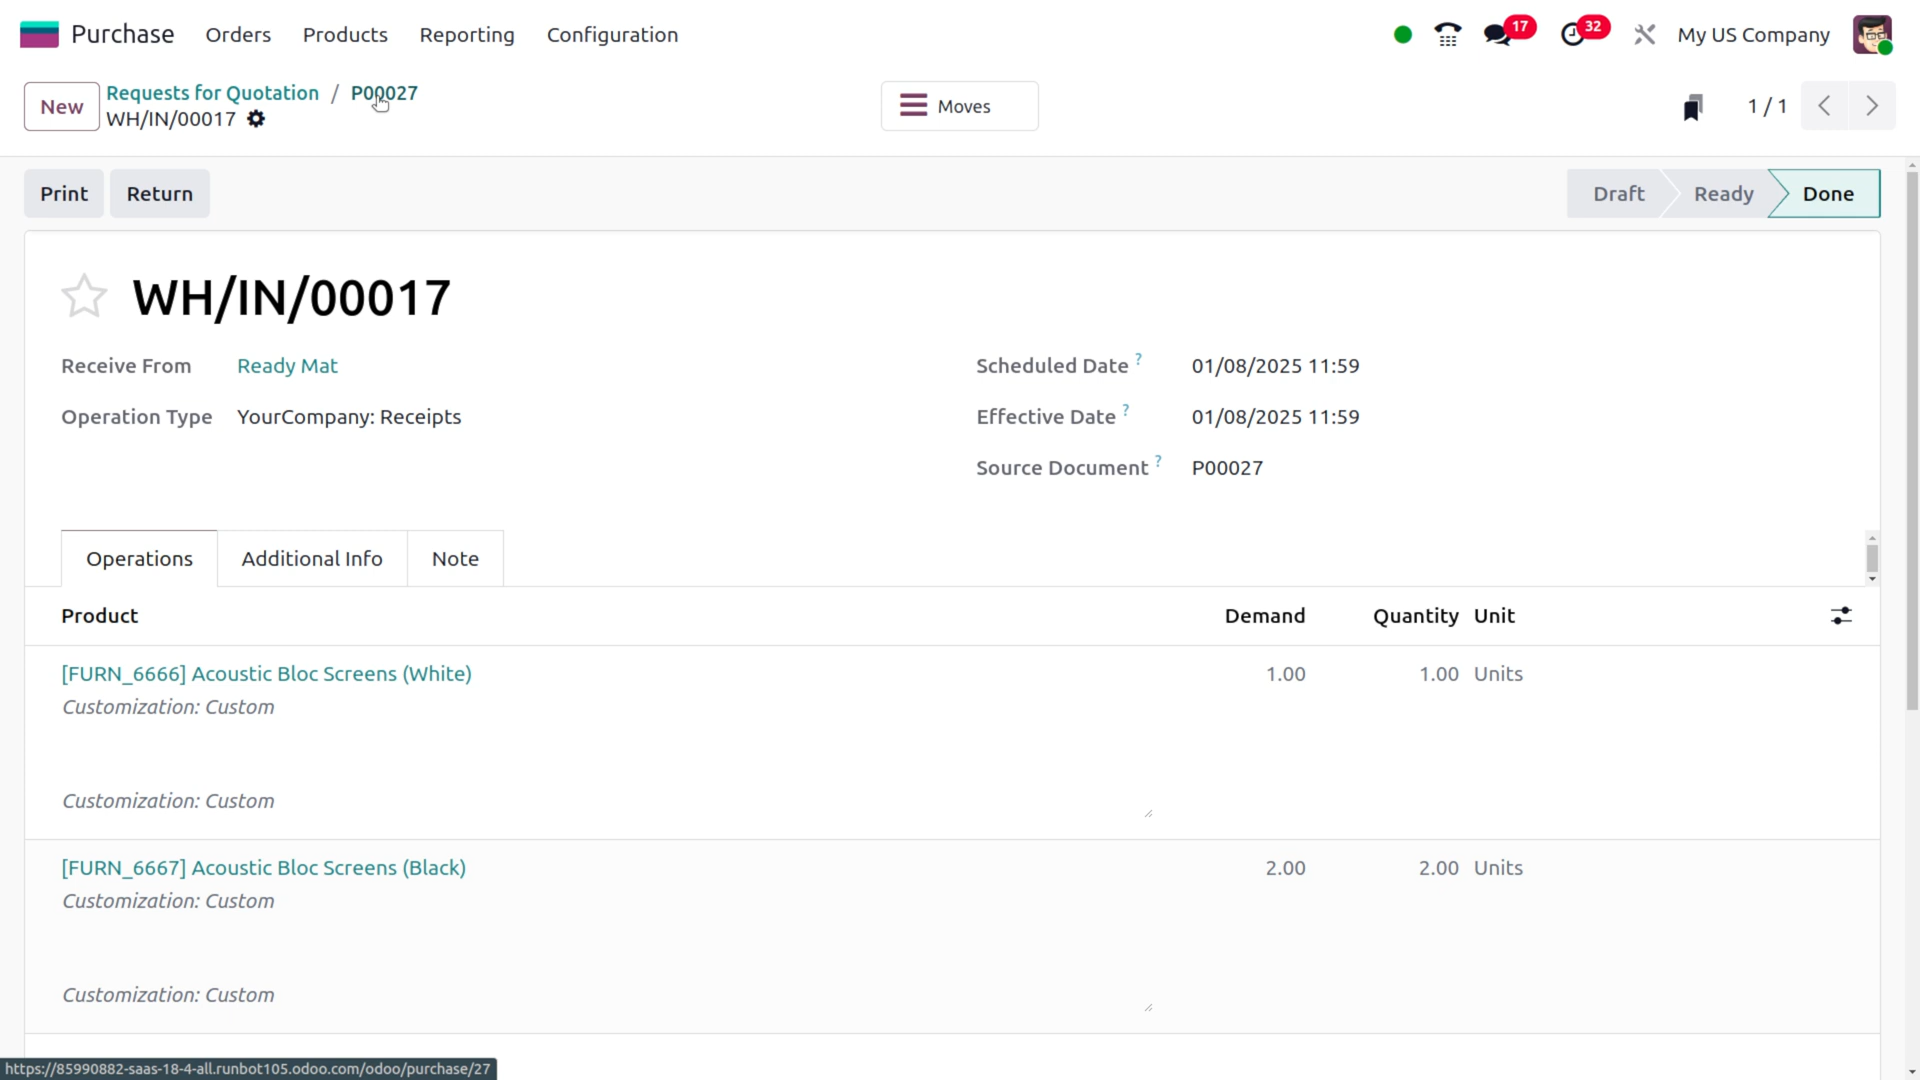 Purchase Orders Products Reporting Configuration 17 32 My US Company
New Requests for Quotation / P00027 Moves 1 / 1
WH/IN/00017
Print Return Draft Ready Done
WH/IN/00017
Receive From Ready Mat Scheduled Date ? 01/08/2025 11:59
Operation Type YourCompany: Receipts Effective Date ? 01/08/2025 11:59
Source Document ? P00027
Operations Additional Info Note
Product Demand Quantity Unit
[FURN_6666] Acoustic Bloc Screens (White) 1.00 1.00 Units
Customization: Custom
Customization: Custom
[FURN_6667] Acoustic Bloc Screens (Black) 2.00 2.00 Units
Customization: Custom
Customization: Custom
https://85990882-saas-18-4-all.runbot105.odoo.com/odoo/purchase/27